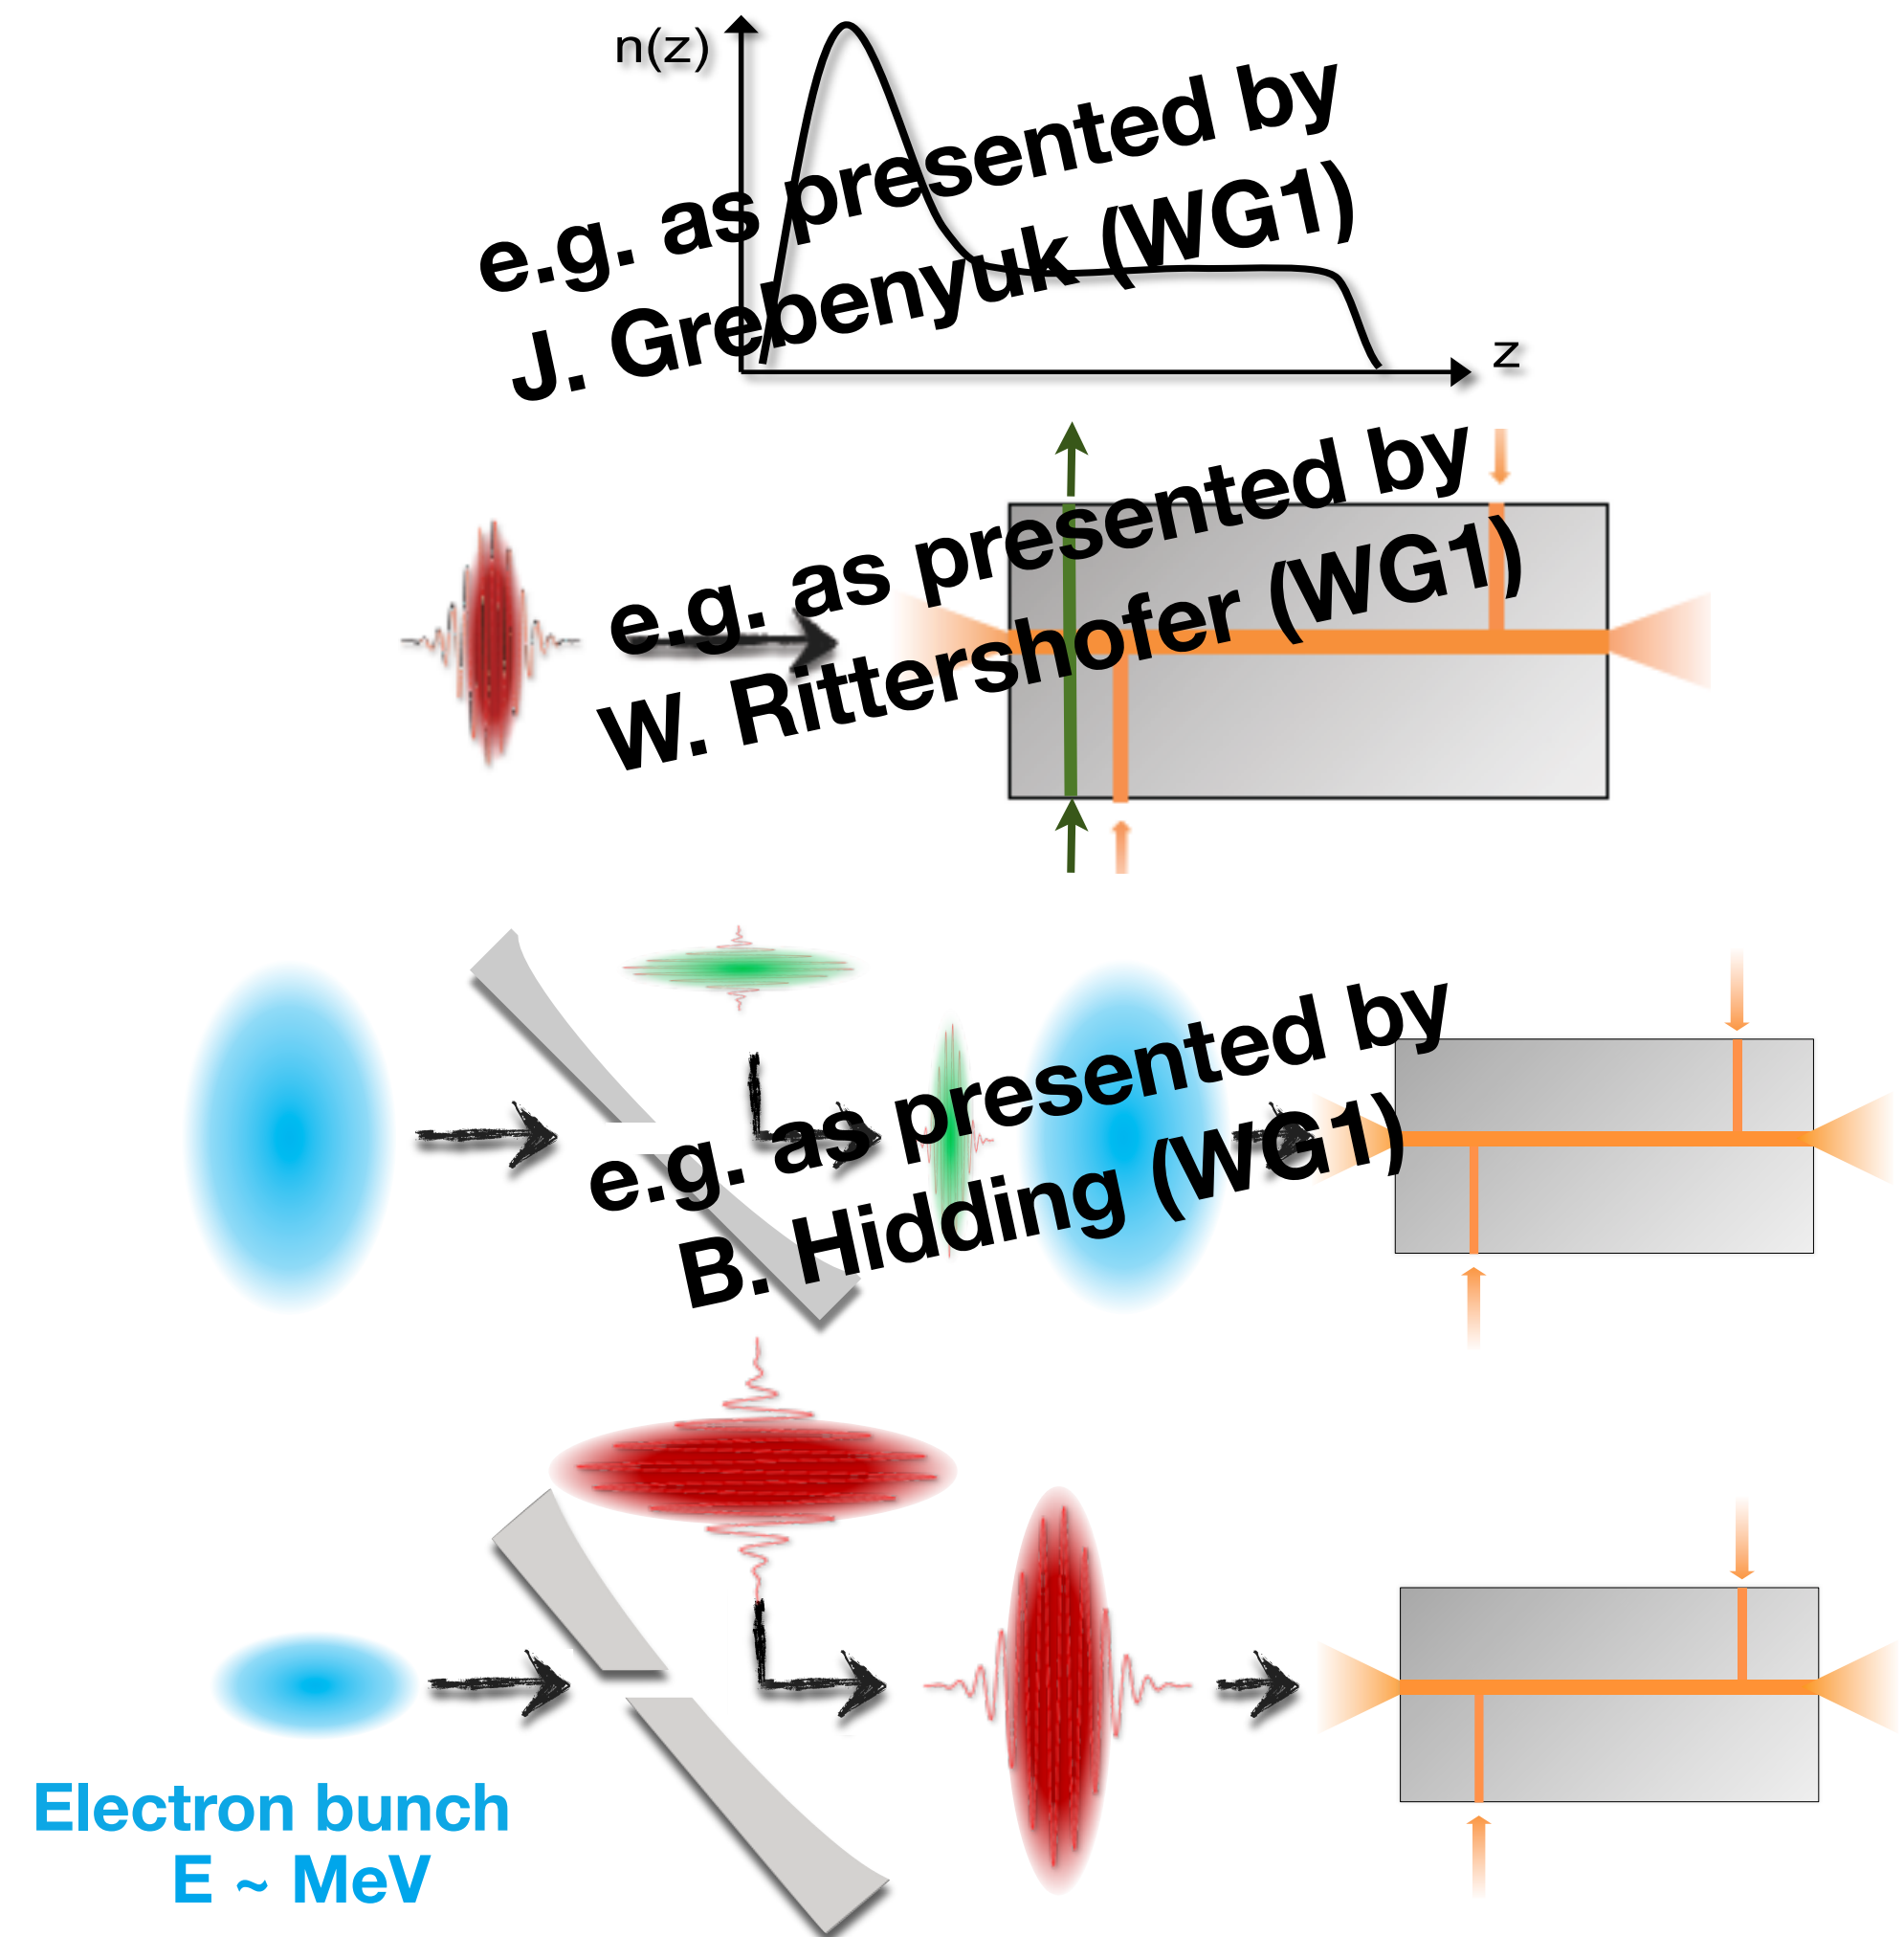 n(z)
e.g. as presented by
J. Grebenyuk (WG1)
z
e.g. as presented by
W. Rittershofer (WG1)
e.g. as presented by
B. Hidding (WG1)
Electron bunch
E ~ MeV